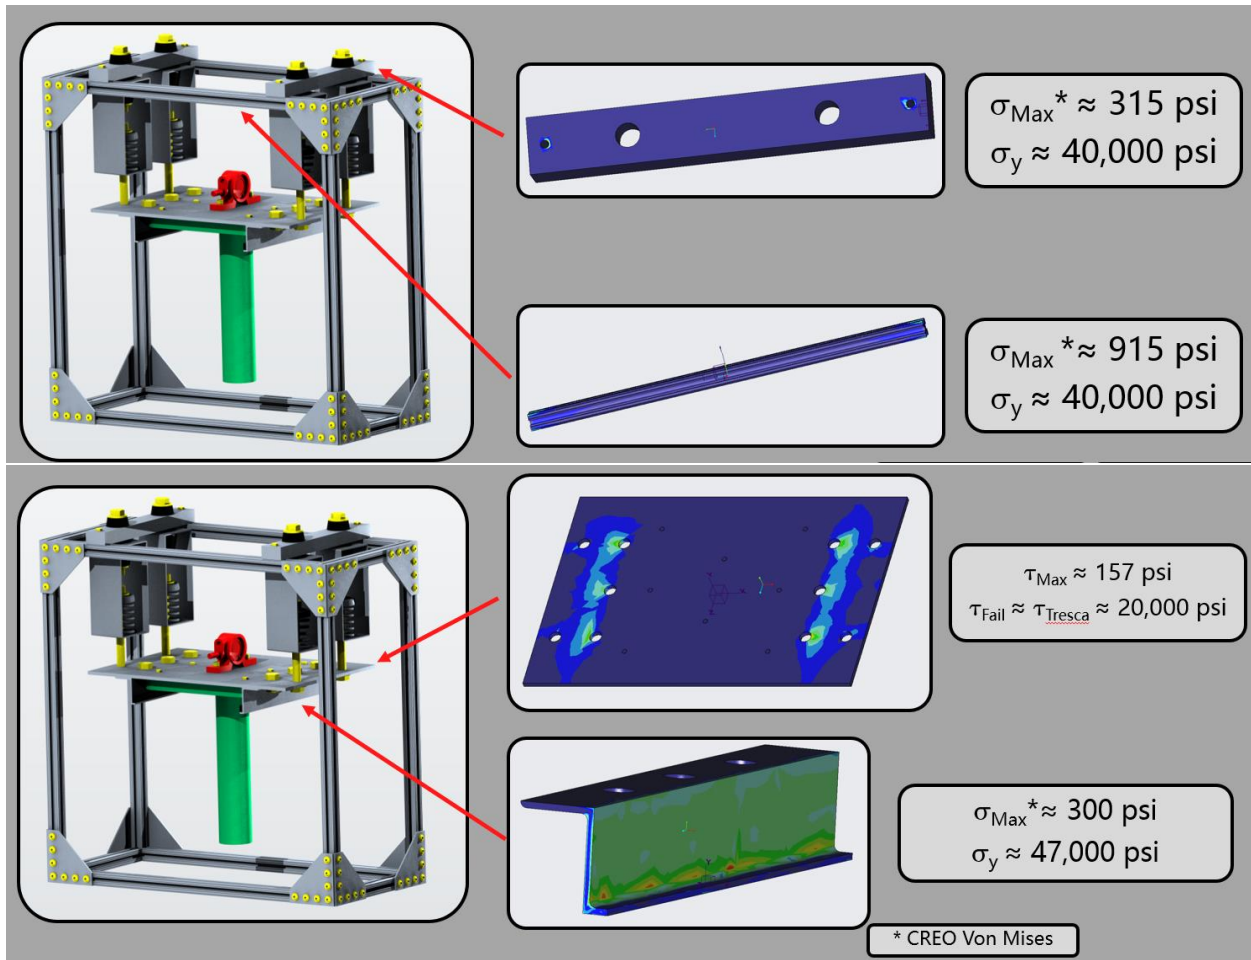 σMax* ≈ 315 psi
σy ≈ 40,000 psi
σMax* ≈ 915 psi
σy ≈ 40,000 psi
τMax ≈ 157 psi
τFail ≈ τTresca ≈ 20,000 psi
σMax* ≈ 300 psi
σy ≈ 47,000 psi
* CREO Von Mises